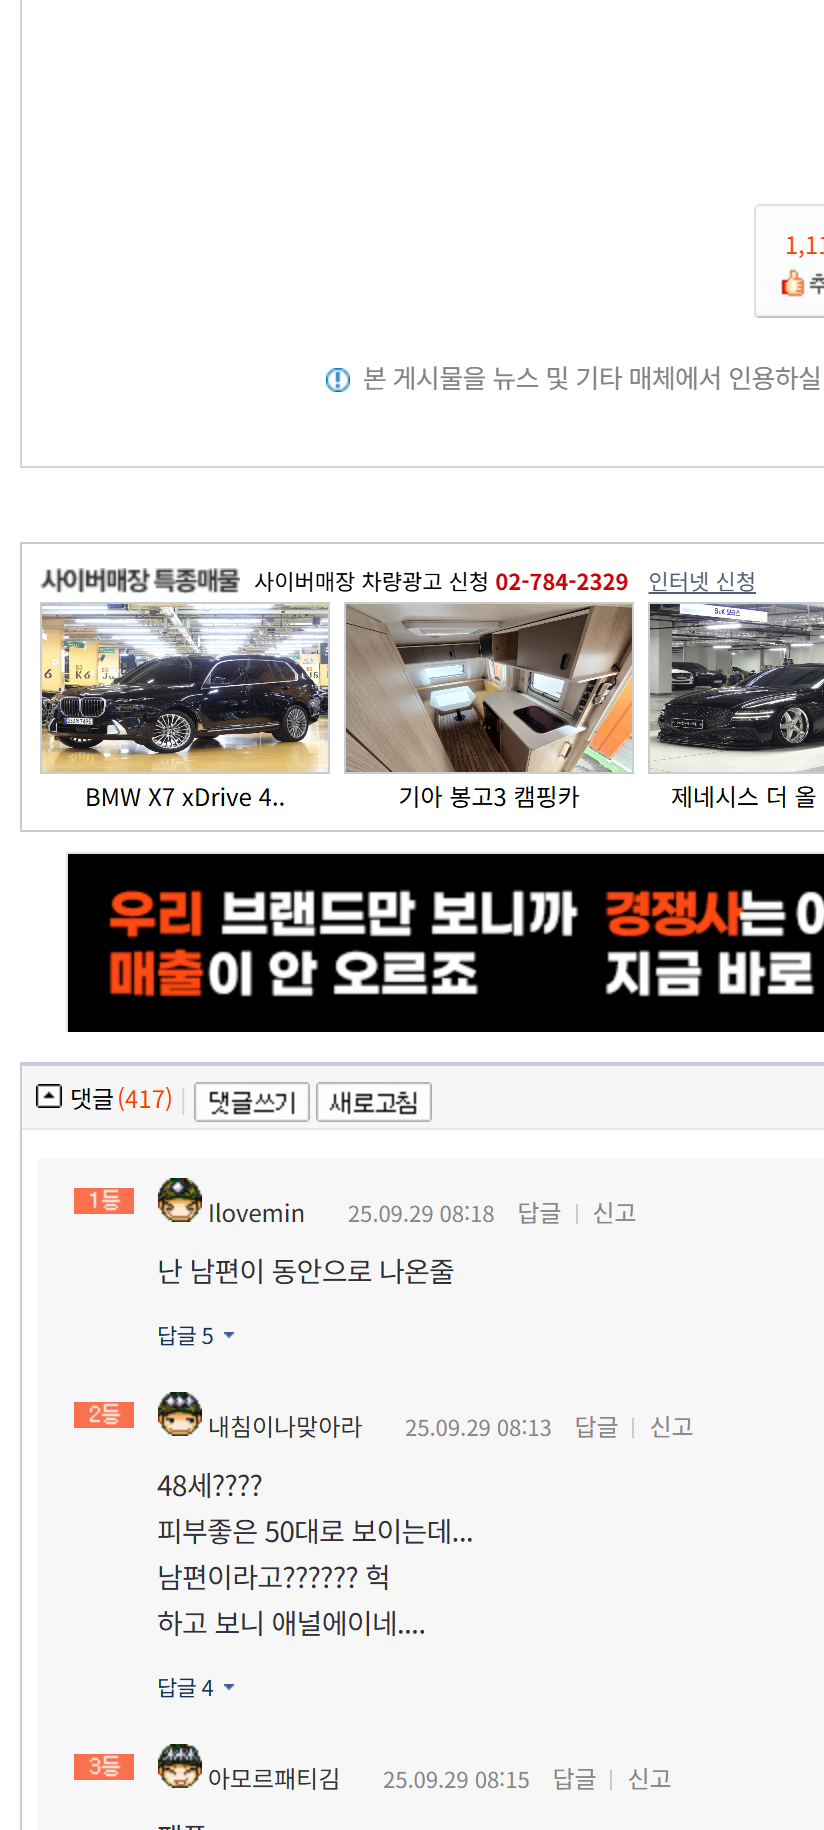 1,11
추
본 게시물을 뉴스 및 기타 매체에서 인용하실
사이버매장 특종매물 사이버매장 차량광고 신청 02-784-2329 인터넷 신청
BMW X7 xDrive 4..
기아 봉고3 캠핑카
제네시스 더 올
우리 브랜드만 보니까 경쟁사는
매출이 안 오르죠 지금 바로
댓글(417) 댓글쓰기 새로고침
1등 Ilovemin 25.09.29 08:18 답글 신고
난 남편이 동안으로 나온줄
답글 5
2등 내침이나맞아라 25.09.29 08:13 답글 신고
48세????
피부좋은 50대로 보이는데...
남편이라고?????? 헉
하고 보니 애널에이네....
답글 4
3등 아모르패티김 25.09.29 08:15 답글 신고